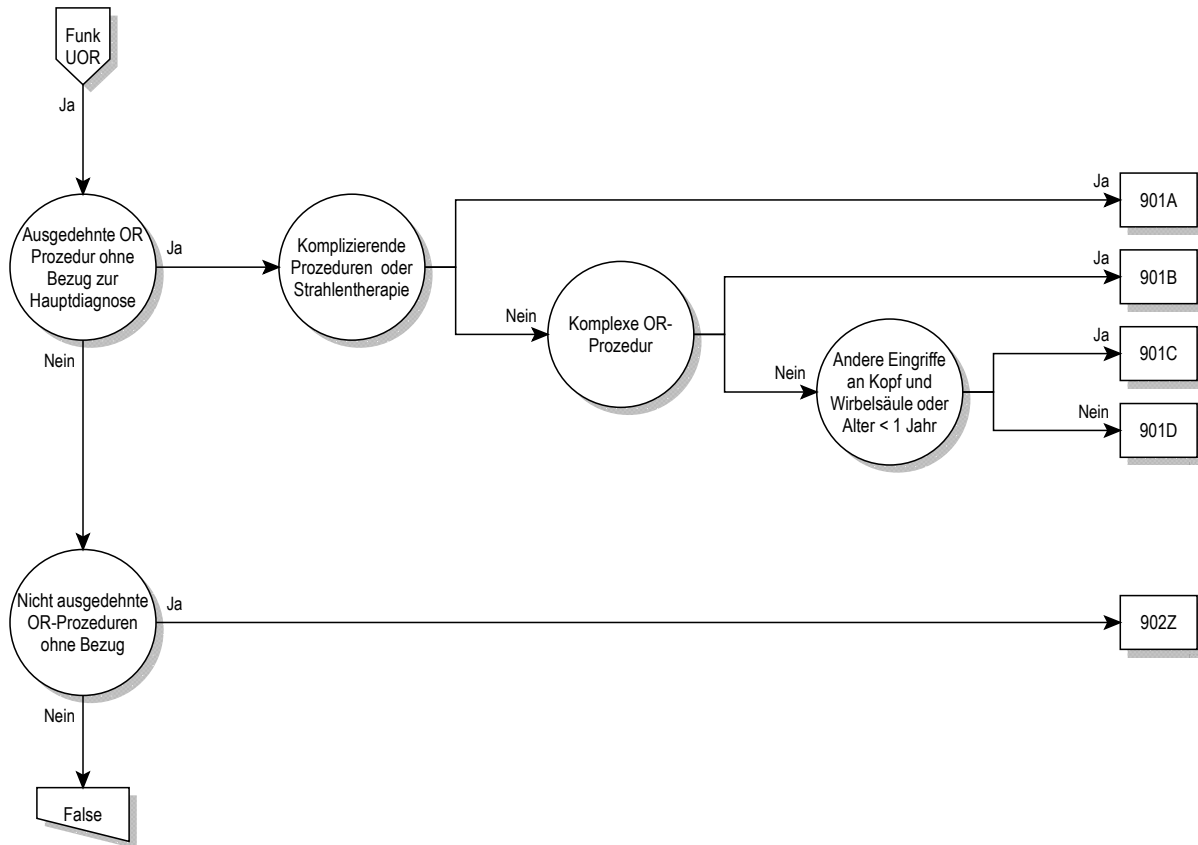 Funk
UOR
Ja
Ausgedehnte OR
Prozedur ohne
Bezug zur
Hauptdiagnose
Ja
Komplizierende
Prozeduren oder
Strahlentherapie
Ja
901A
Nein
Komplexe OR-
Prozedur
Ja
901B
Nein
Andere Eingriffe
an Kopf und
Wirbelsäule oder
Alter < 1 Jahr
Ja
901C
Nein
901D
Nein
Nicht ausgedehnte
OR-Prozeduren
ohne Bezug
Ja
902Z
Nein
False